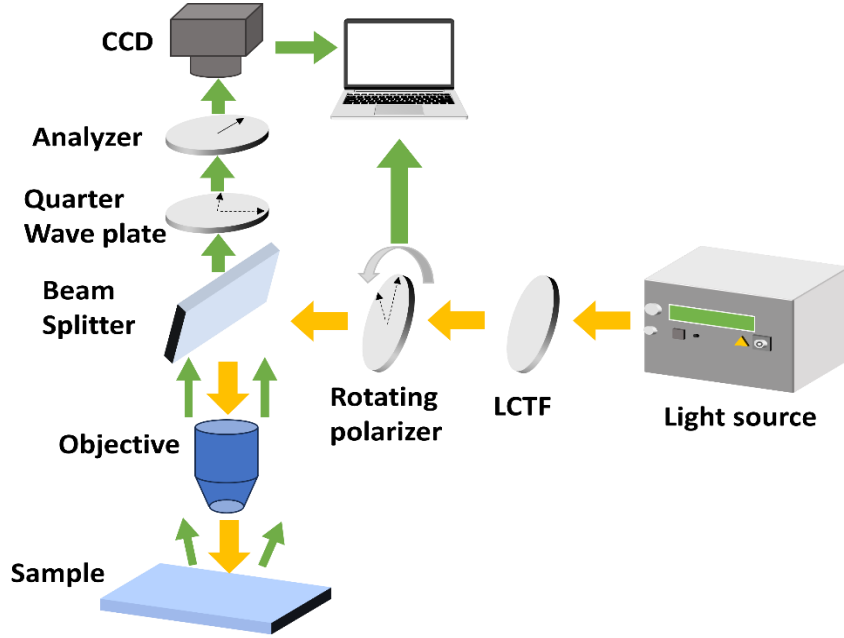 CCD
Analyzer
Quarter
Wave plate
Beam
Splitter
Rotating
polarizer
LCTF
Light source
Objective
Sample